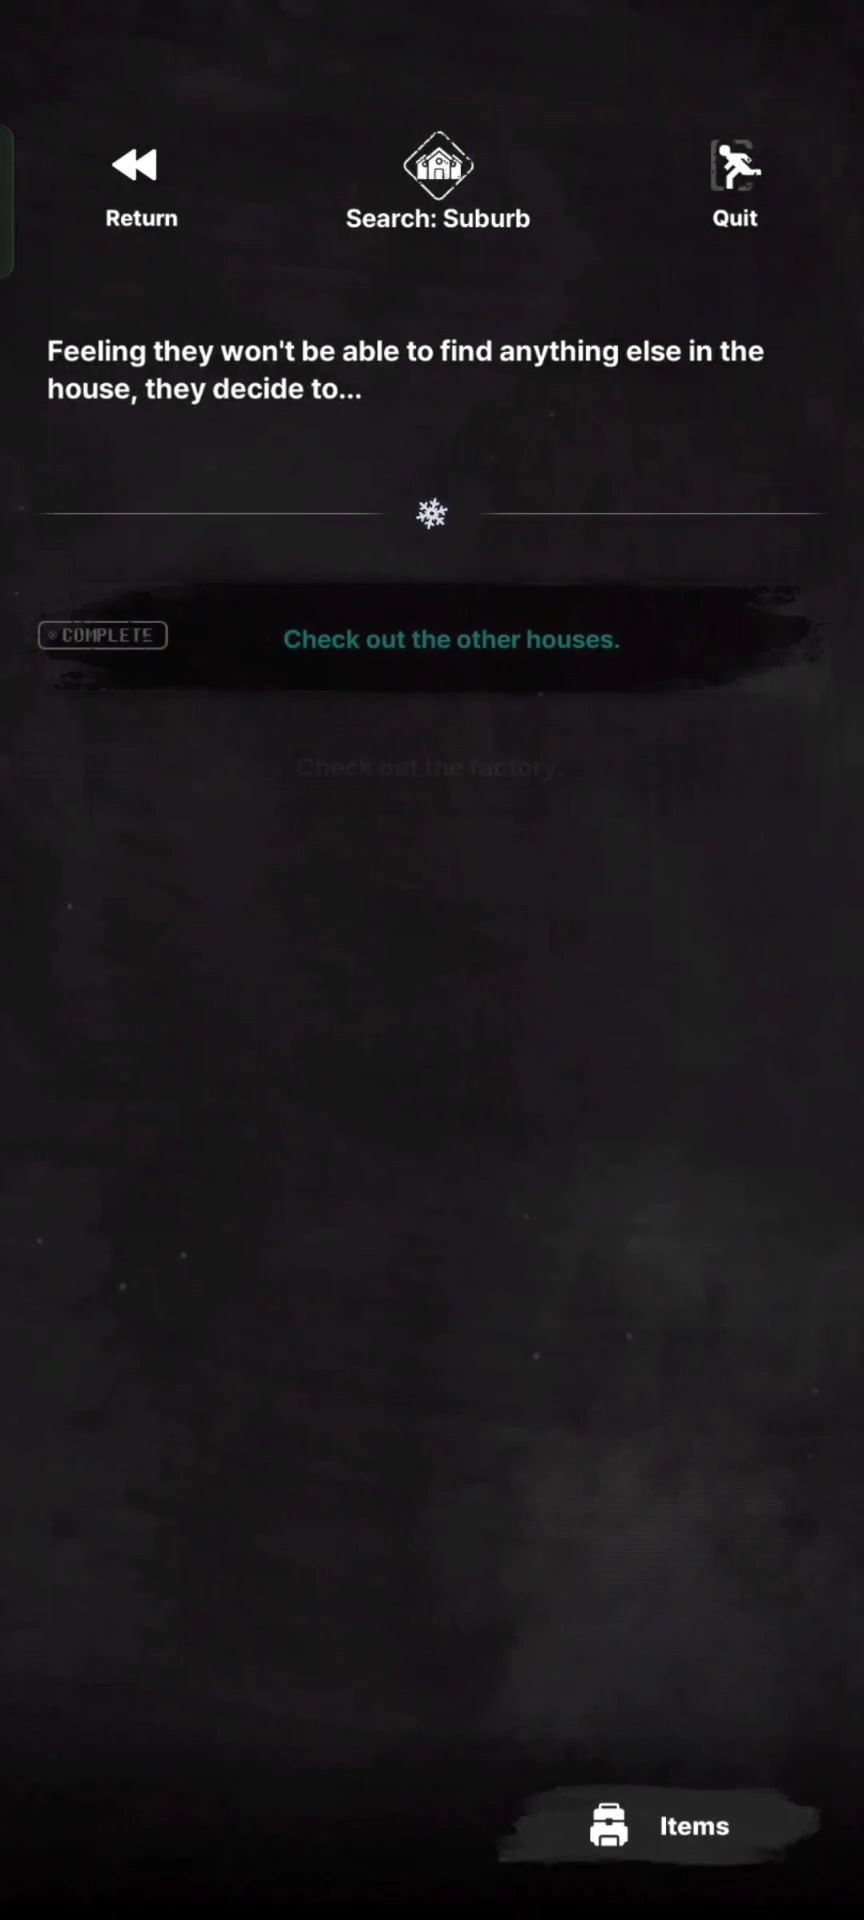 Return
Search: Suburb
Quit
Feeling they won't be able to find anything else in the
house, they decide to...
COMPLETE
Check out the other houses.
Check out the factory.
Items